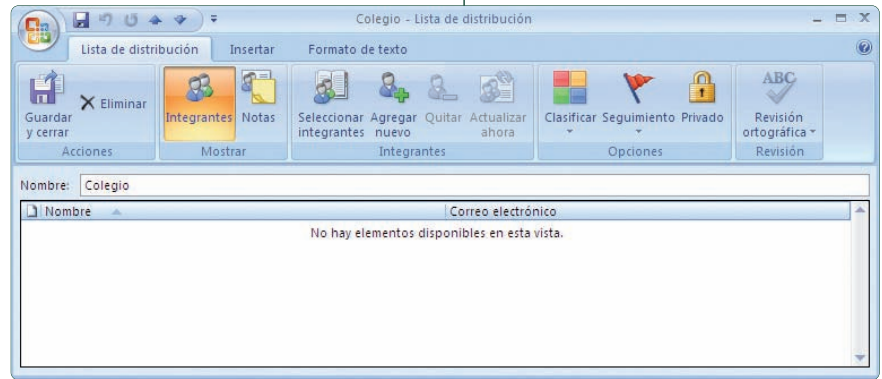 Colegio - Lista de distribución
Lista de distribución Insertar Formato de texto
Guardar y cerrar
Eliminar
Acciones
Integrantes Notas
Mostrar
Seleccionar integrantes
Agregar nuevo
Quitar
Actualizar ahora
Integrantes
Clasificar Seguimiento Privado
Opciones
ABC
Revisión ortográfica
Revisión
Nombre: Colegio
Nombre Correo electrónico
No hay elementos disponibles en esta vista.